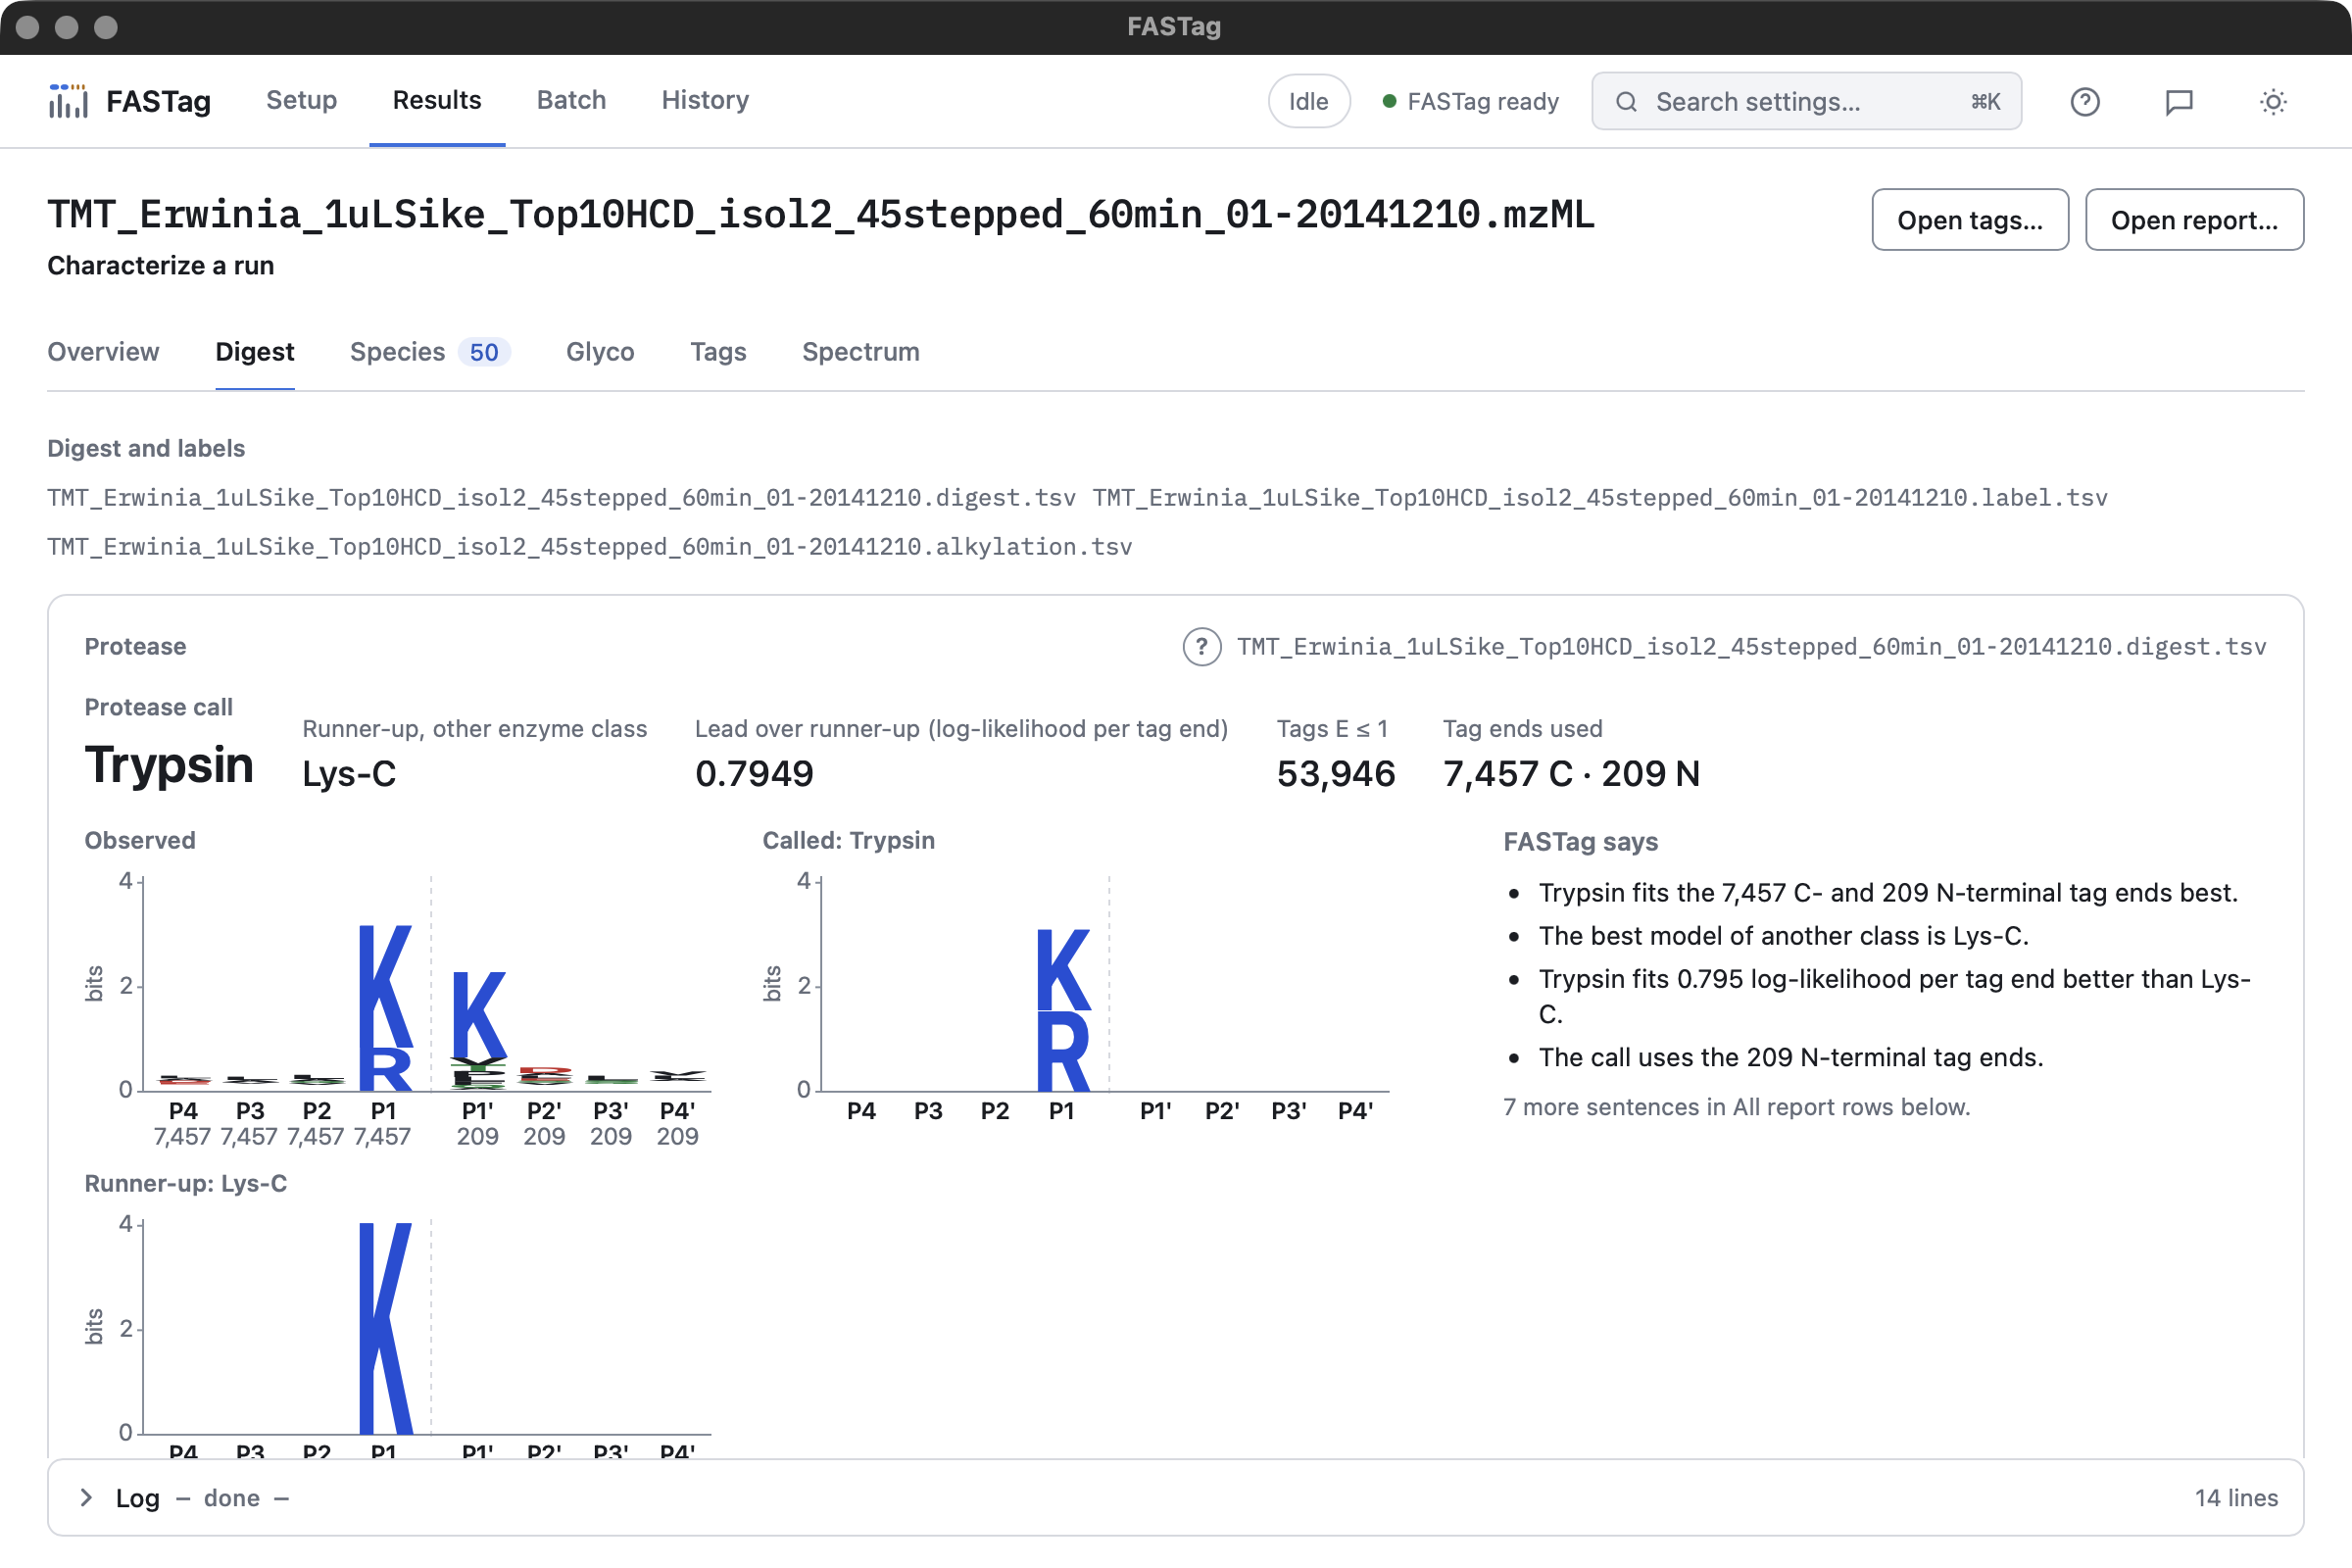 FASTag
FASTag Setup Results Batch History Idle FASTag ready Search settings... ⌘K
TMT_Erwinia_1uLSike_Top10HCD_isol2_45stepped_60min_01-20141210.mzML Open tags... Open report...
Characterize a run
Overview Digest Species 50 Glyco Tags Spectrum
Digest and labels
TMT_Erwinia_1uLSike_Top10HCD_isol2_45stepped_60min_01-20141210.digest.tsv TMT_Erwinia_1uLSike_Top10HCD_isol2_45stepped_60min_01-20141210.label.tsv
TMT_Erwinia_1uLSike_Top10HCD_isol2_45stepped_60min_01-20141210.alkylation.tsv
Protease ? TMT_Erwinia_1uLSike_Top10HCD_isol2_45stepped_60min_01-20141210.digest.tsv
Protease call
Trypsin
Runner-up, other enzyme class
Lys-C
Lead over runner-up (log-likelihood per tag end)
0.7949
Tags E ≤ 1
53,946
Tag ends used
7,457 C · 209 N
Observed
4
bits 2
0
K
R
K
P4 P3 P2 P1 P1' P2' P3' P4'
7,457 7,457 7,457 7,457 209 209 209 209
Called: Trypsin
4
bits 2
0
K
R
P4 P3 P2 P1 P1' P2' P3' P4'
FASTag says
• Trypsin fits the 7,457 C- and 209 N-terminal tag ends best.
• The best model of another class is Lys-C.
• Trypsin fits 0.795 log-likelihood per tag end better than Lys-
C.
• The call uses the 209 N-terminal tag ends.
7 more sentences in All report rows below.
Runner-up: Lys-C
4
bits 2
0
K
P4 P3 P2 P1 P1' P2' P3' P4'
Log – done – 14 lines